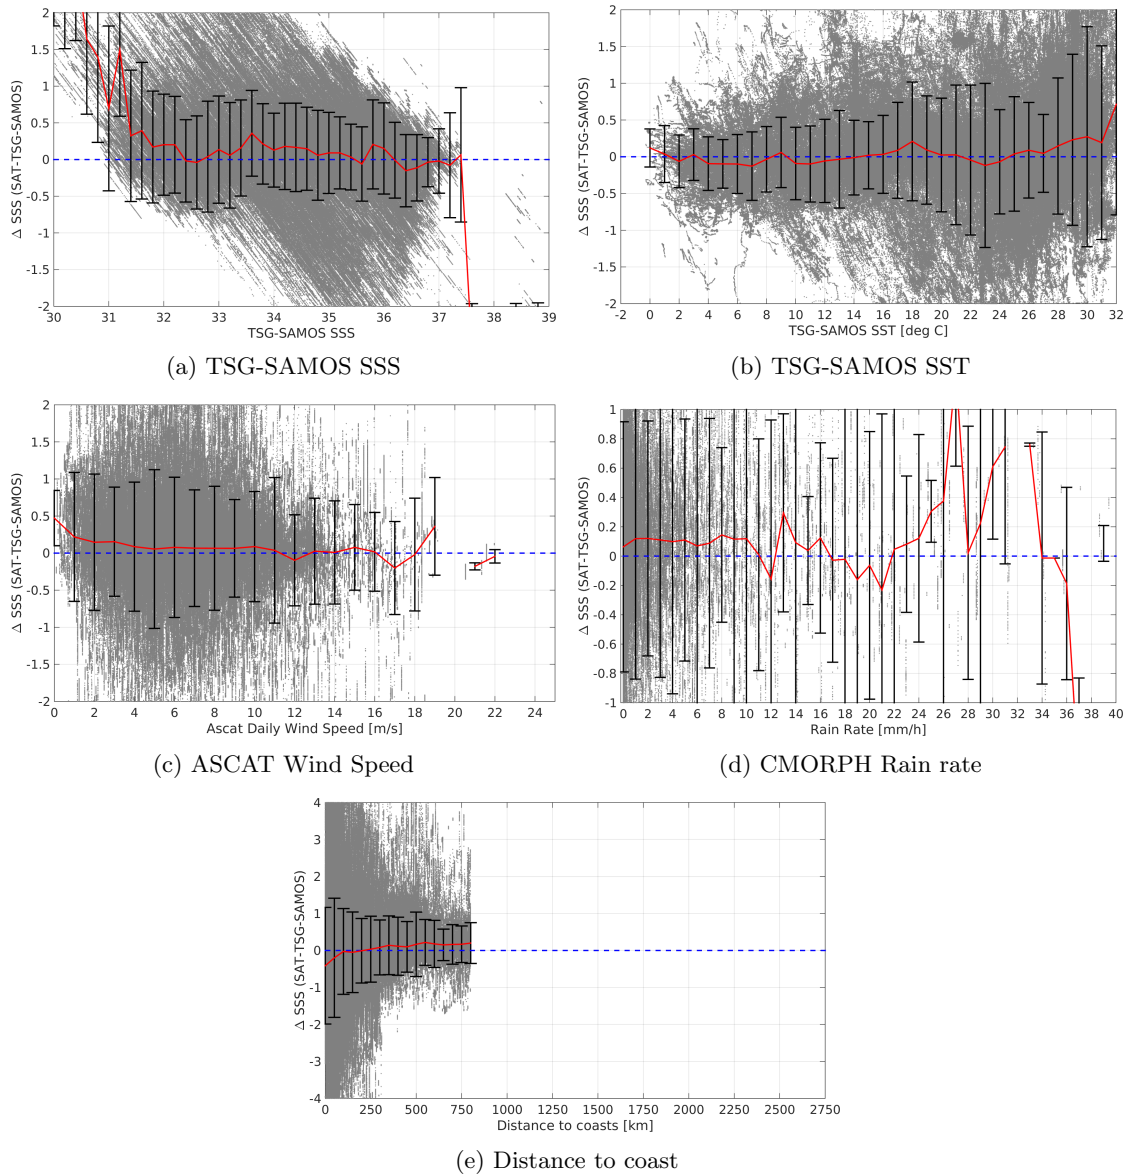 2
1.5
1
0.5
0
-0.5
-1
-1.5
-2
Δ SSS (SAT-TSG-SAMOS)
30 31 32 33 34 35 36 37 38 39
TSG-SAMOS SSS
(a) TSG-SAMOS SSS
2
1.5
1
0.5
0
-0.5
-1
-1.5
-2
Δ SSS (SAT-TSG-SAMOS)
-2 0 2 4 6 8 10 12 14 16 18 20 22 24 26 28 30 32
TSG-SAMOS SST [deg C]
(b) TSG-SAMOS SST
2
1.5
1
0.5
0
-0.5
-1
-1.5
-2
Δ SSS (SAT-TSG-SAMOS)
0 2 4 6 8 10 12 14 16 18 20 22 24
Ascat Daily Wind Speed [m/s]
(c) ASCAT Wind Speed
1
0.8
0.6
0.4
0.2
0
-0.2
-0.4
-0.6
-0.8
-1
Δ SSS (SAT-TSG-SAMOS)
0 2 4 6 8 10 12 14 16 18 20 22 24 26 28 30 32 34 36 38 40
Rain Rate [mm/h]
(d) CMORPH Rain rate
4
3
2
1
0
-1
-2
-3
-4
Δ SSS (SAT-TSG-SAMOS)
0 250 500 750 1000 1250 1500 1750 2000 2250 2500 2750
Distance to coasts [km]
(e) Distance to coast